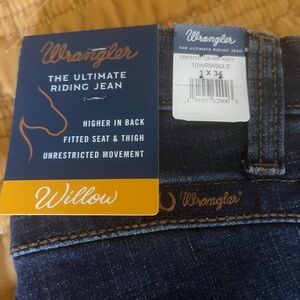 Wrangler
THE ULTIMATE
RIDING JEAN
HIGHER IN BACK
FITTED SEAT & THIGH
UNRESTRICTED MOVEMENT
Willow
Wrangler
THE ULTIMATE RIDING JEAN
10WRW60LE
1 X 34
Wrangler®